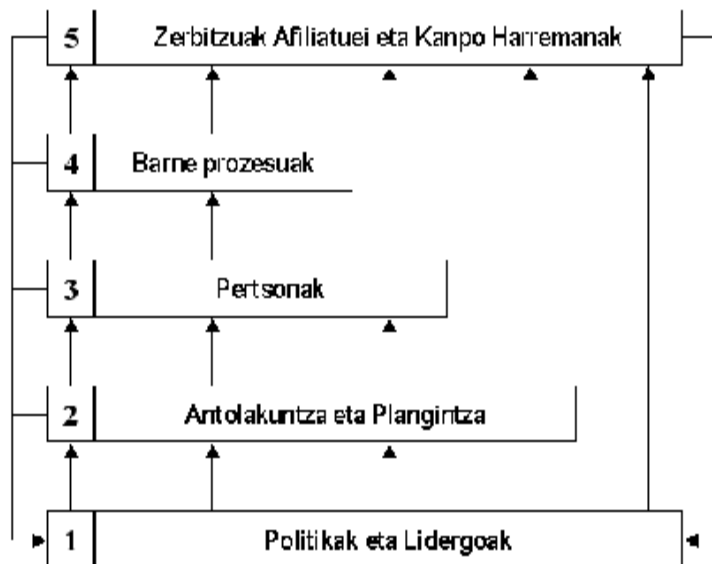 5 Zerbitzuak Afiliatuei eta Kanpo Harremanak
4 Barne prozesuak
3 Pertsonak
2 Antolakuntza eta Plangintza
1 Politikak eta Lidergoak